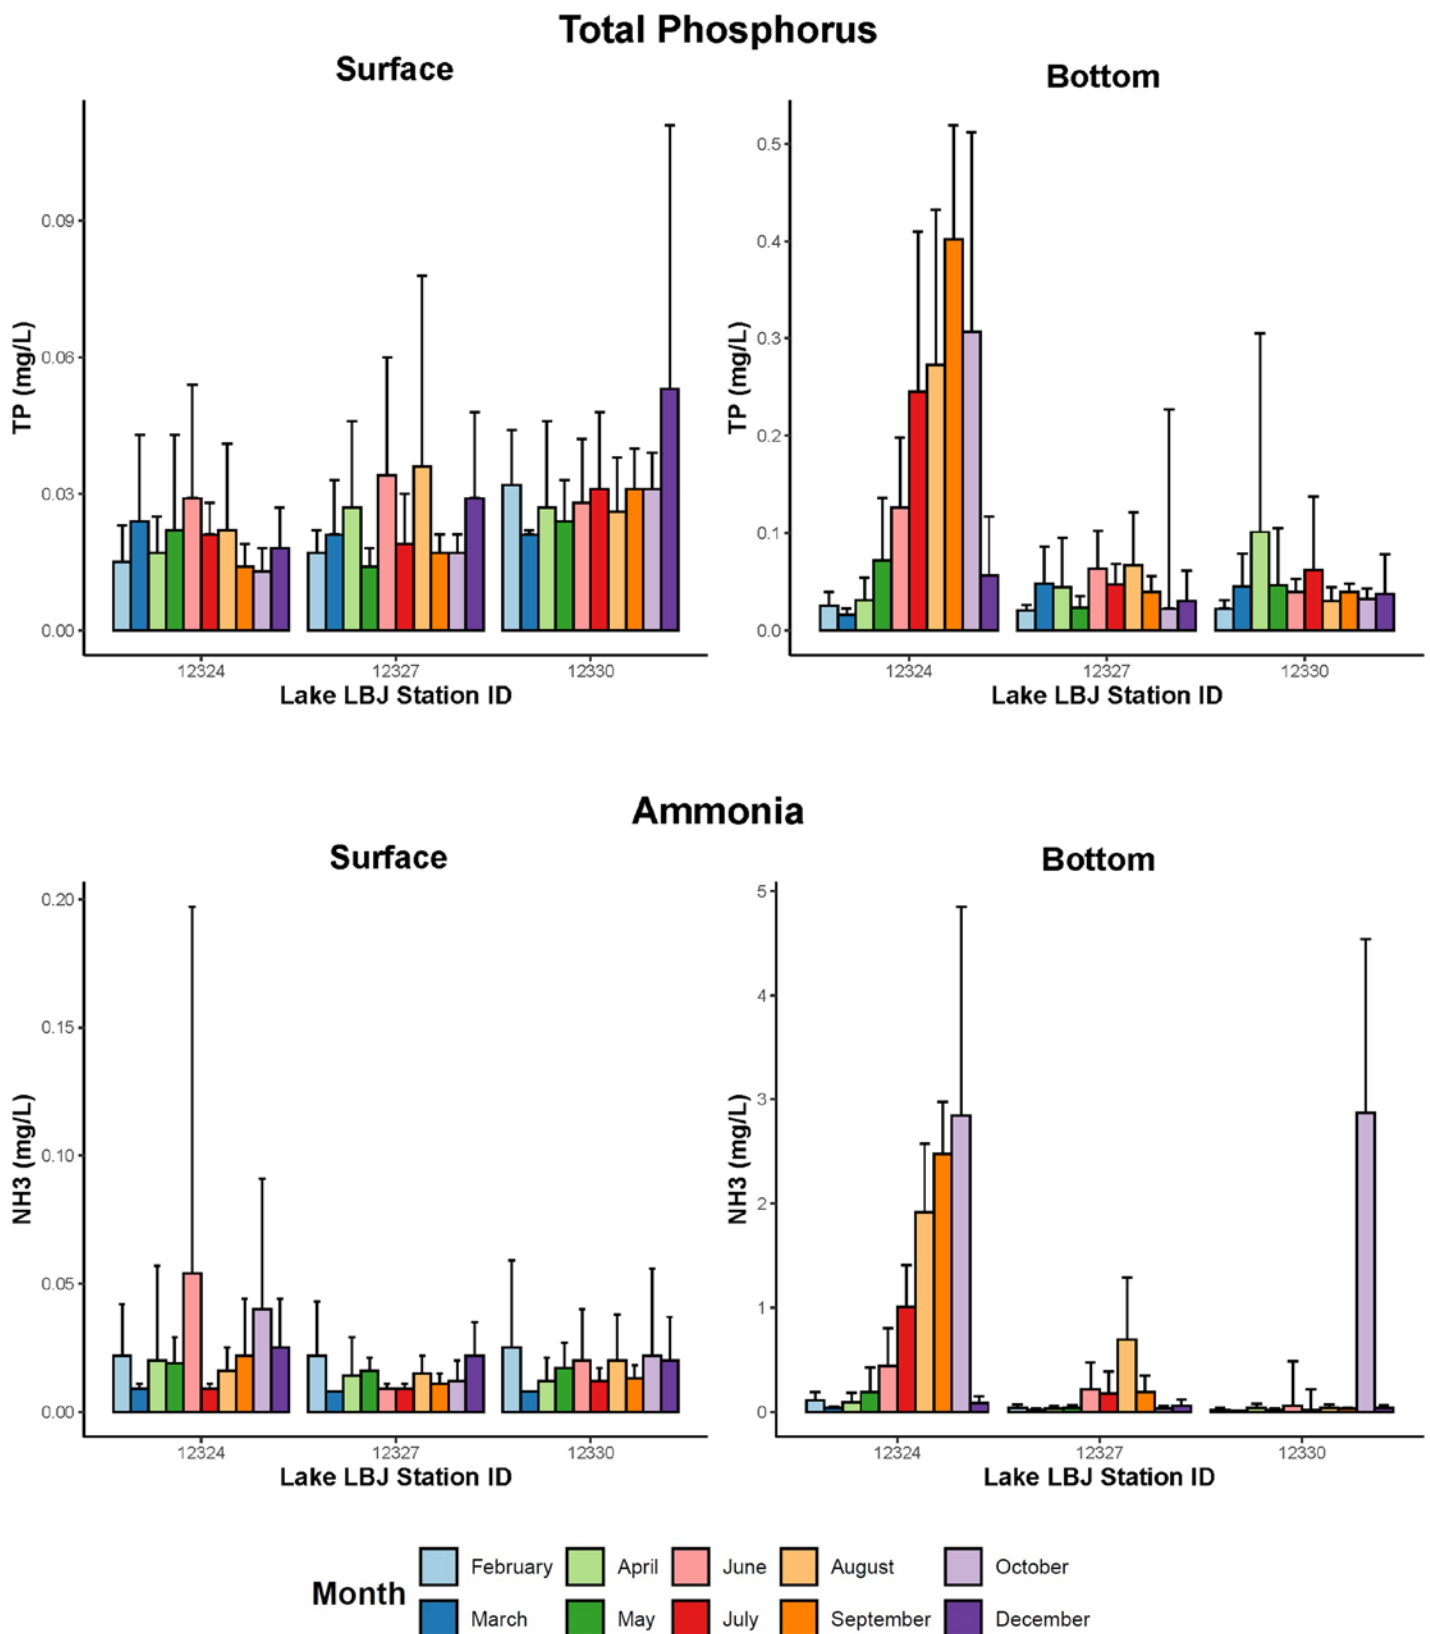 Total Phosphorus
Surface
Bottom
TP (mg/L)
0.09
0.06
0.03
0.00
12324 12327 12330
Lake LBJ Station ID
TP (mg/L)
0.5
0.4
0.3
0.2
0.1
0.0
12324 12327 12330
Lake LBJ Station ID
Ammonia
Surface
Bottom
NH3 (mg/L)
0.20
0.15
0.10
0.05
0.00
12324 12327 12330
Lake LBJ Station ID
NH3 (mg/L)
5
4
3
2
1
0
12324 12327 12330
Lake LBJ Station ID
Month
February April June August October
March May July September December